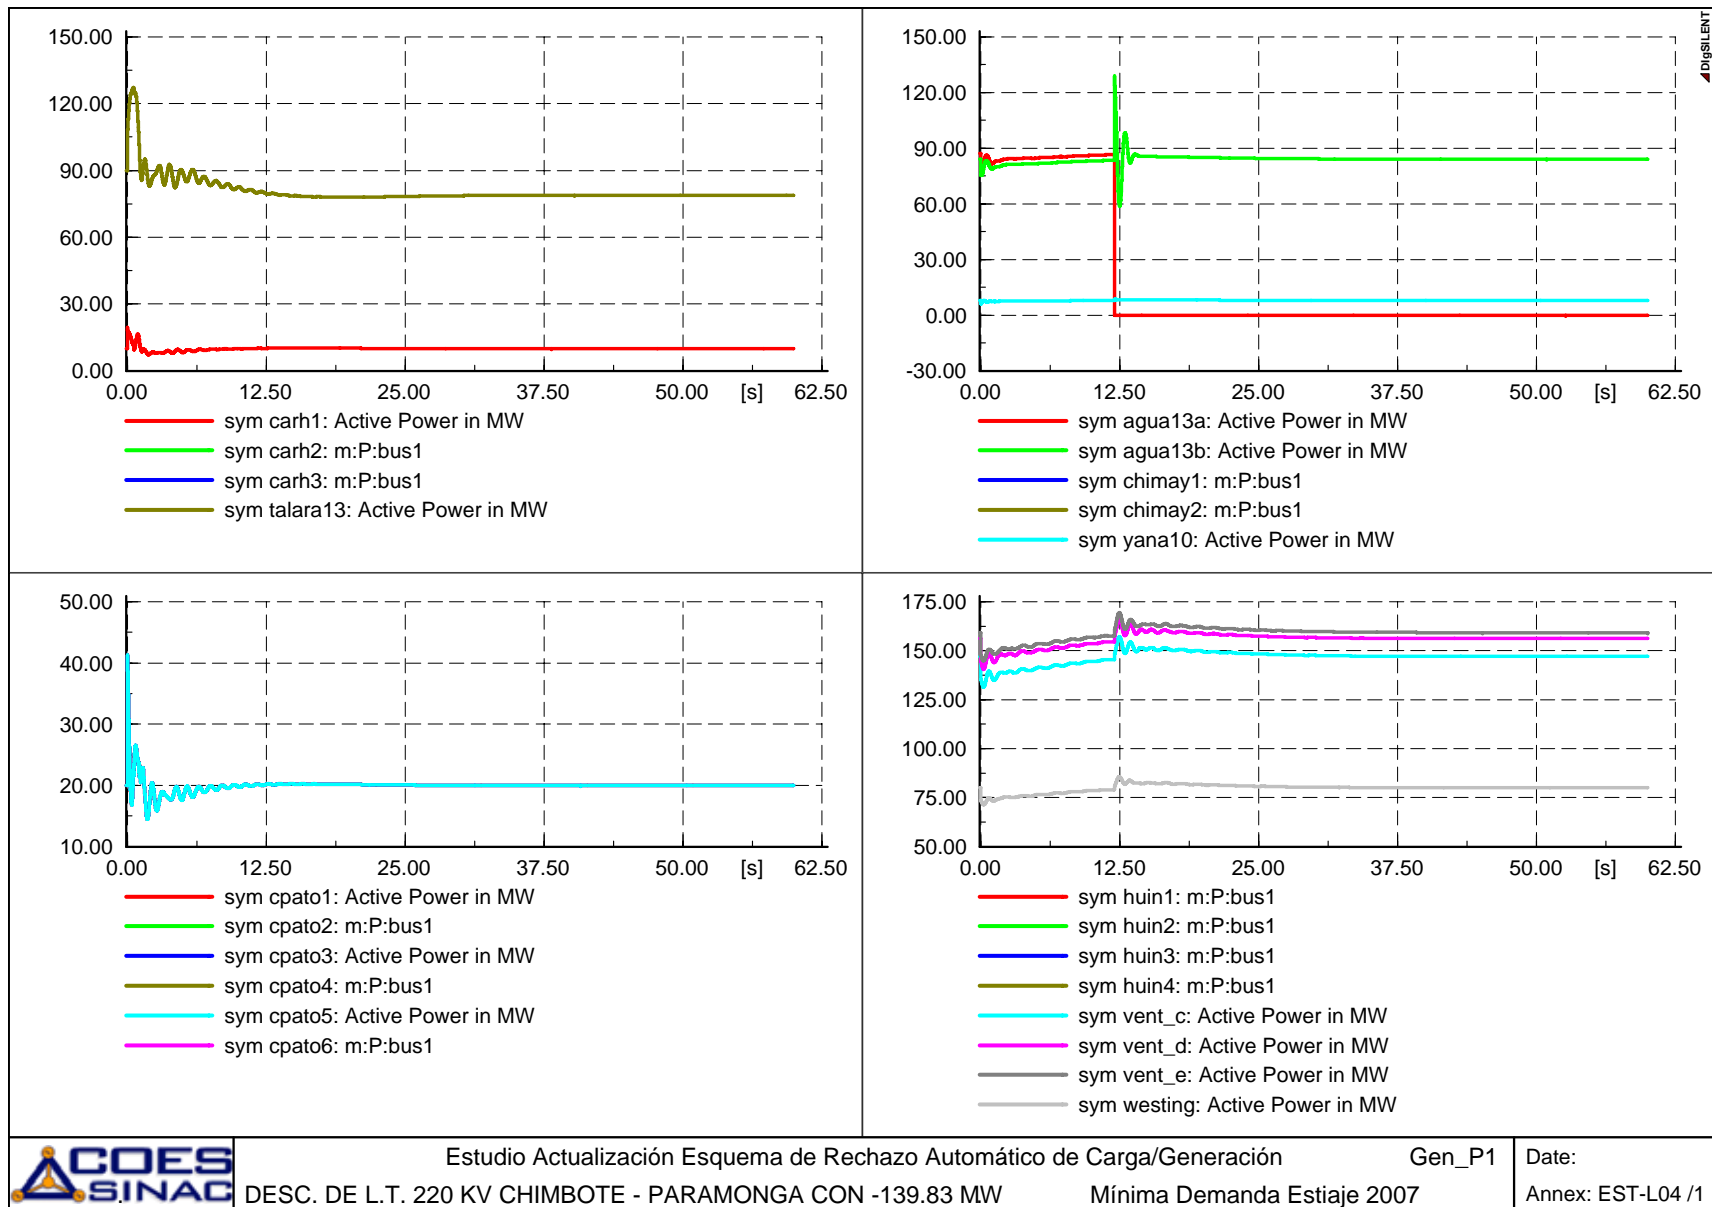 DIgSILENT
150.00
120.00
90.00
60.00
30.00
0.00
0.00 12.50 25.00 37.50 50.00 [s] 62.50
sym carh1: Active Power in MW
sym carh2: m:P:bus1
sym carh3: m:P:bus1
sym talara13: Active Power in MW
150.00
120.00
90.00
60.00
30.00
0.00
-30.00
0.00 12.50 25.00 37.50 50.00 [s] 62.50
sym agua13a: Active Power in MW
sym agua13b: Active Power in MW
sym chimay1: m:P:bus1
sym chimay2: m:P:bus1
sym yana10: Active Power in MW
50.00
40.00
30.00
20.00
10.00
0.00 12.50 25.00 37.50 50.00 [s] 62.50
sym cpato1: Active Power in MW
sym cpato2: m:P:bus1
sym cpato3: Active Power in MW
sym cpato4: m:P:bus1
sym cpato5: Active Power in MW
sym cpato6: m:P:bus1
175.00
150.00
125.00
100.00
75.00
50.00
0.00 12.50 25.00 37.50 50.00 [s] 62.50
sym huin1: m:P:bus1
sym huin2: m:P:bus1
sym huin3: m:P:bus1
sym huin4: m:P:bus1
sym vent_c: Active Power in MW
sym vent_d: Active Power in MW
sym vent_e: Active Power in MW
sym westing: Active Power in MW
COES
SINAC
Estudio Actualización Esquema de Rechazo Automático de Carga/Generación Gen_P1
DESC. DE L.T. 220 KV CHIMBOTE - PARAMONGA CON -139.83 MW Mínima Demanda Estiaje 2007
Date:
Annex: EST-L04 /1